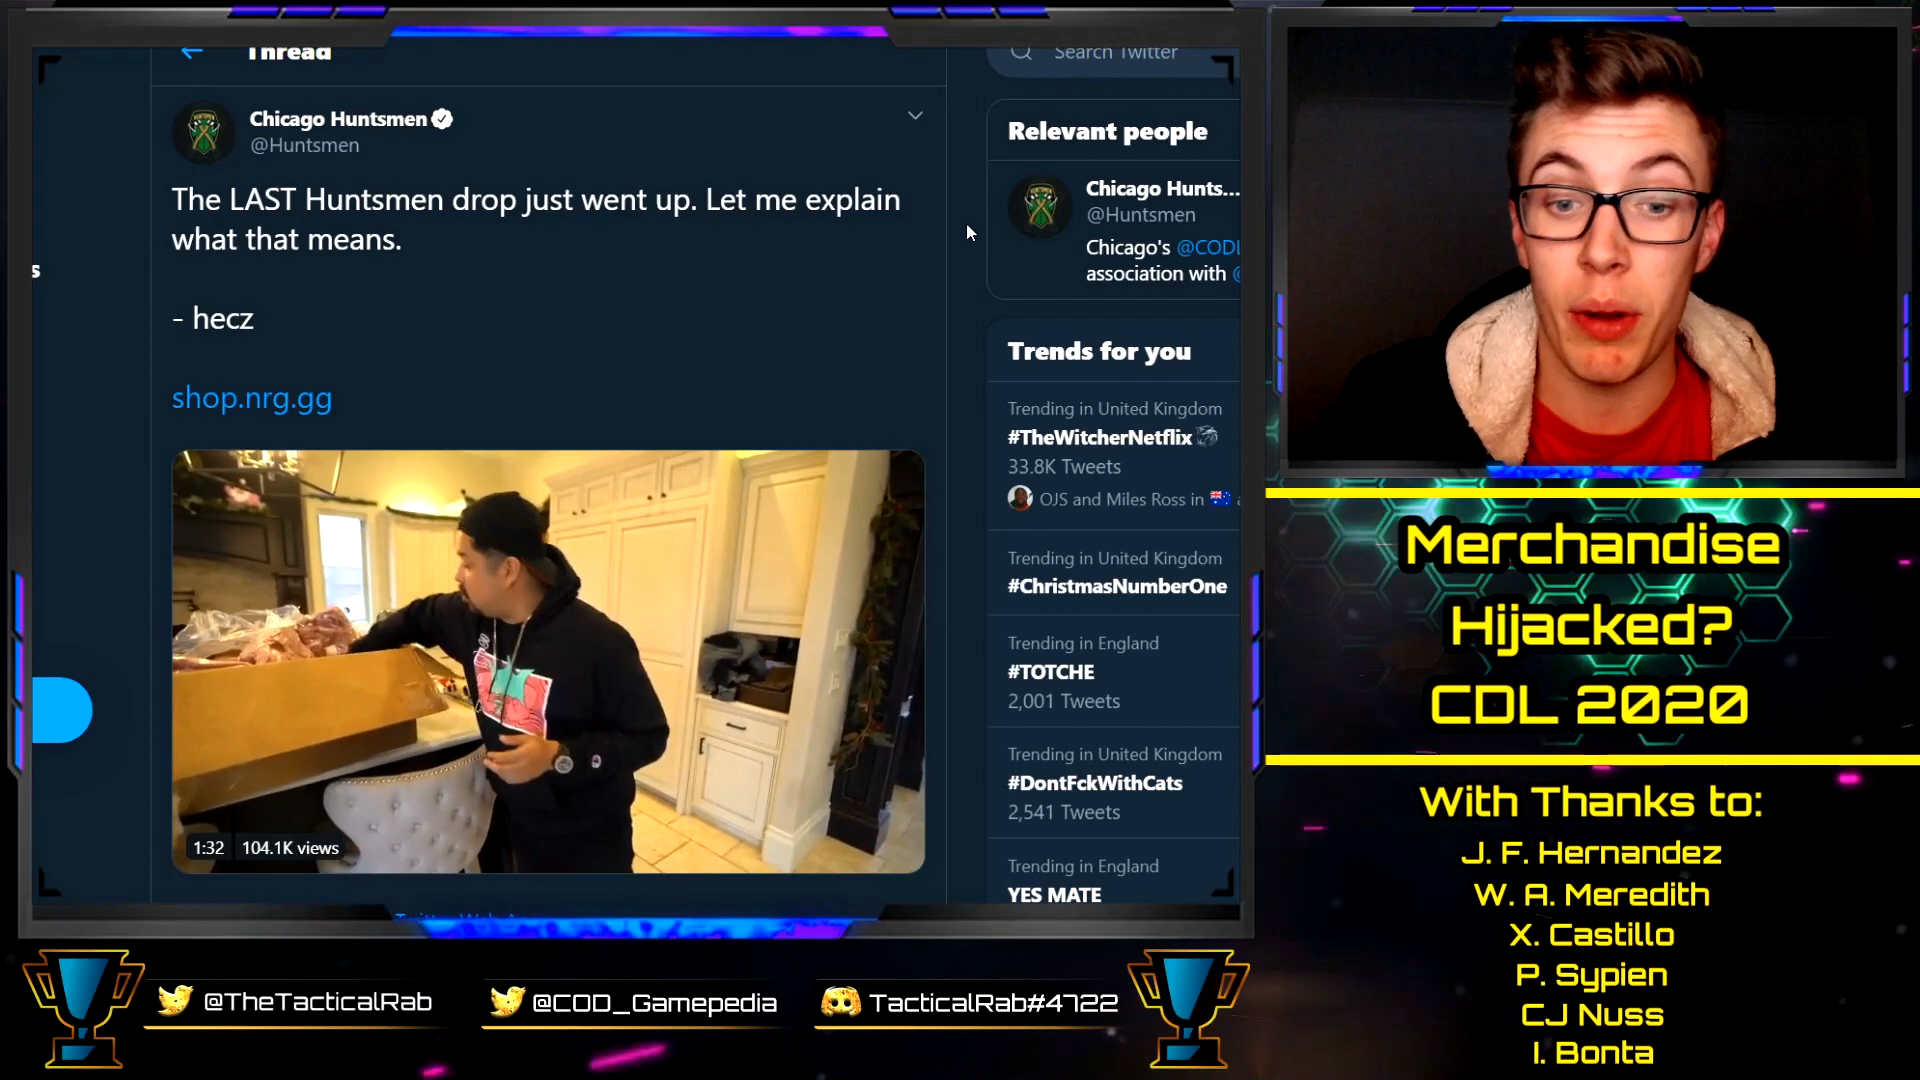 Thread
Search Twitter
Chicago Huntsmen
@Huntsmen
The LAST Huntsmen drop just went up. Let me explain
what that means.
- hecz
shop.nrg.gg
1:32 104.1K views
s
Relevant people
Chicago Hunts...
@Huntsmen
Chicago's @CODL
association with @
Trends for you
Trending in United Kingdom
#TheWitcherNetflix
33.8K Tweets
OJS and Miles Ross in
Trending in United Kingdom
#ChristmasNumberOne
Trending in England
#TOTCHE
2,001 Tweets
Trending in United Kingdom
#DontFckWithCats
2,541 Tweets
Trending in England
YES MATE
Merchandise
Hijacked?
CDL 2020
With Thanks to:
J. F. Hernandez
W. A. Meredith
X. Castillo
P. Sypien
CJ Nuss
I. Bonta
@TheTacticalRab
@COD_Gamepedia
TacticalRab#4722